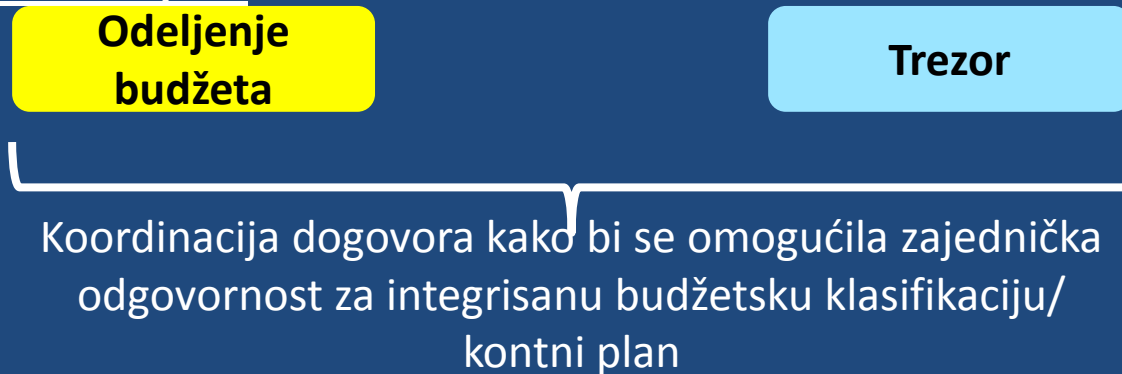 Odeljenje
budžeta
Trezor
Koordinacija dogovora kako bi se omogućila zajednička
odgovornost za integrisanu budžetsku klasifikaciju/
kontni plan